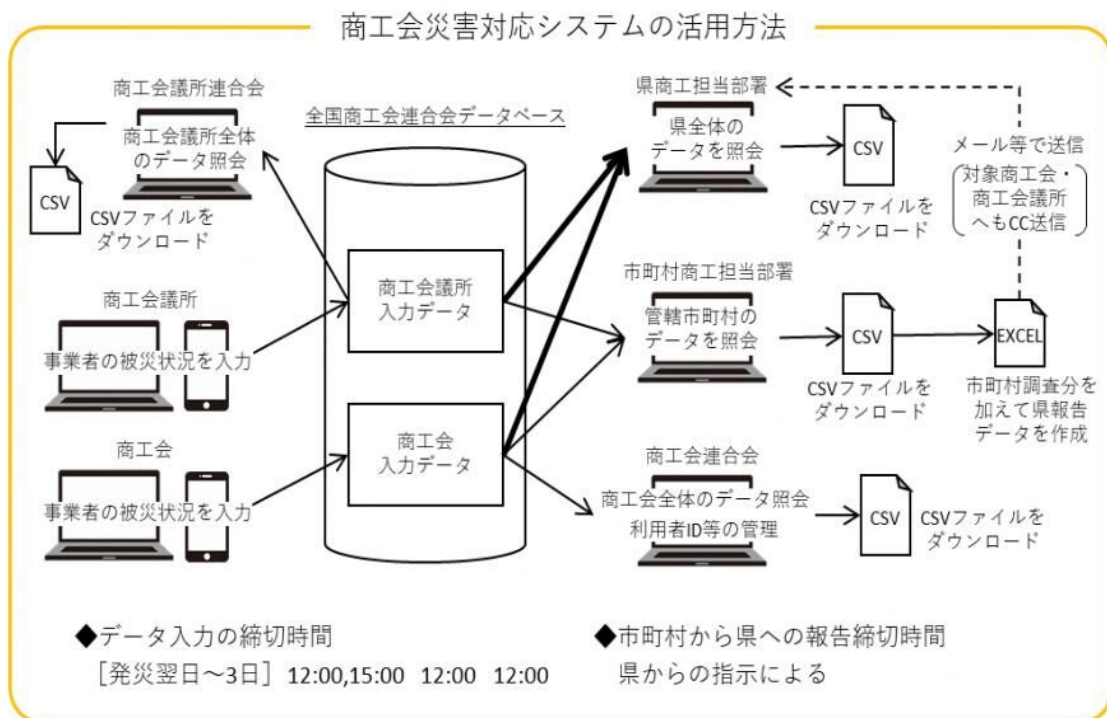 商工会災害対応システムの活用方法
商工会議所連合会
商工会議所全体
のデータ照会
CSV
CSVファイルを
ダウンロード
商工会議所
事業者の被災状況を入力
商工会
事業者の被災状況を入力
全国商工会連合会データベース
商工会議所
入力データ
商工会
入力データ
県商工担当部署
県全体の
データを照会
CSV
CSVファイルを
ダウンロード
メール等で送信
対象商工会・
商工会議所
へもCC送信
市町村商工担当部署
管轄市町村の
データを照会
CSV
CSVファイルを
ダウンロード
EXCEL
市町村調査分を
加えて県報告
データを作成
商工会連合会
商工会全体のデータ照会
利用者ID等の管理
CSV
CSVファイルを
ダウンロード
◆データ入力の締切時間
[発災翌日～3日] 12:00,15:00 12:00 12:00
◆市町村から県への報告締切時間
県からの指示による